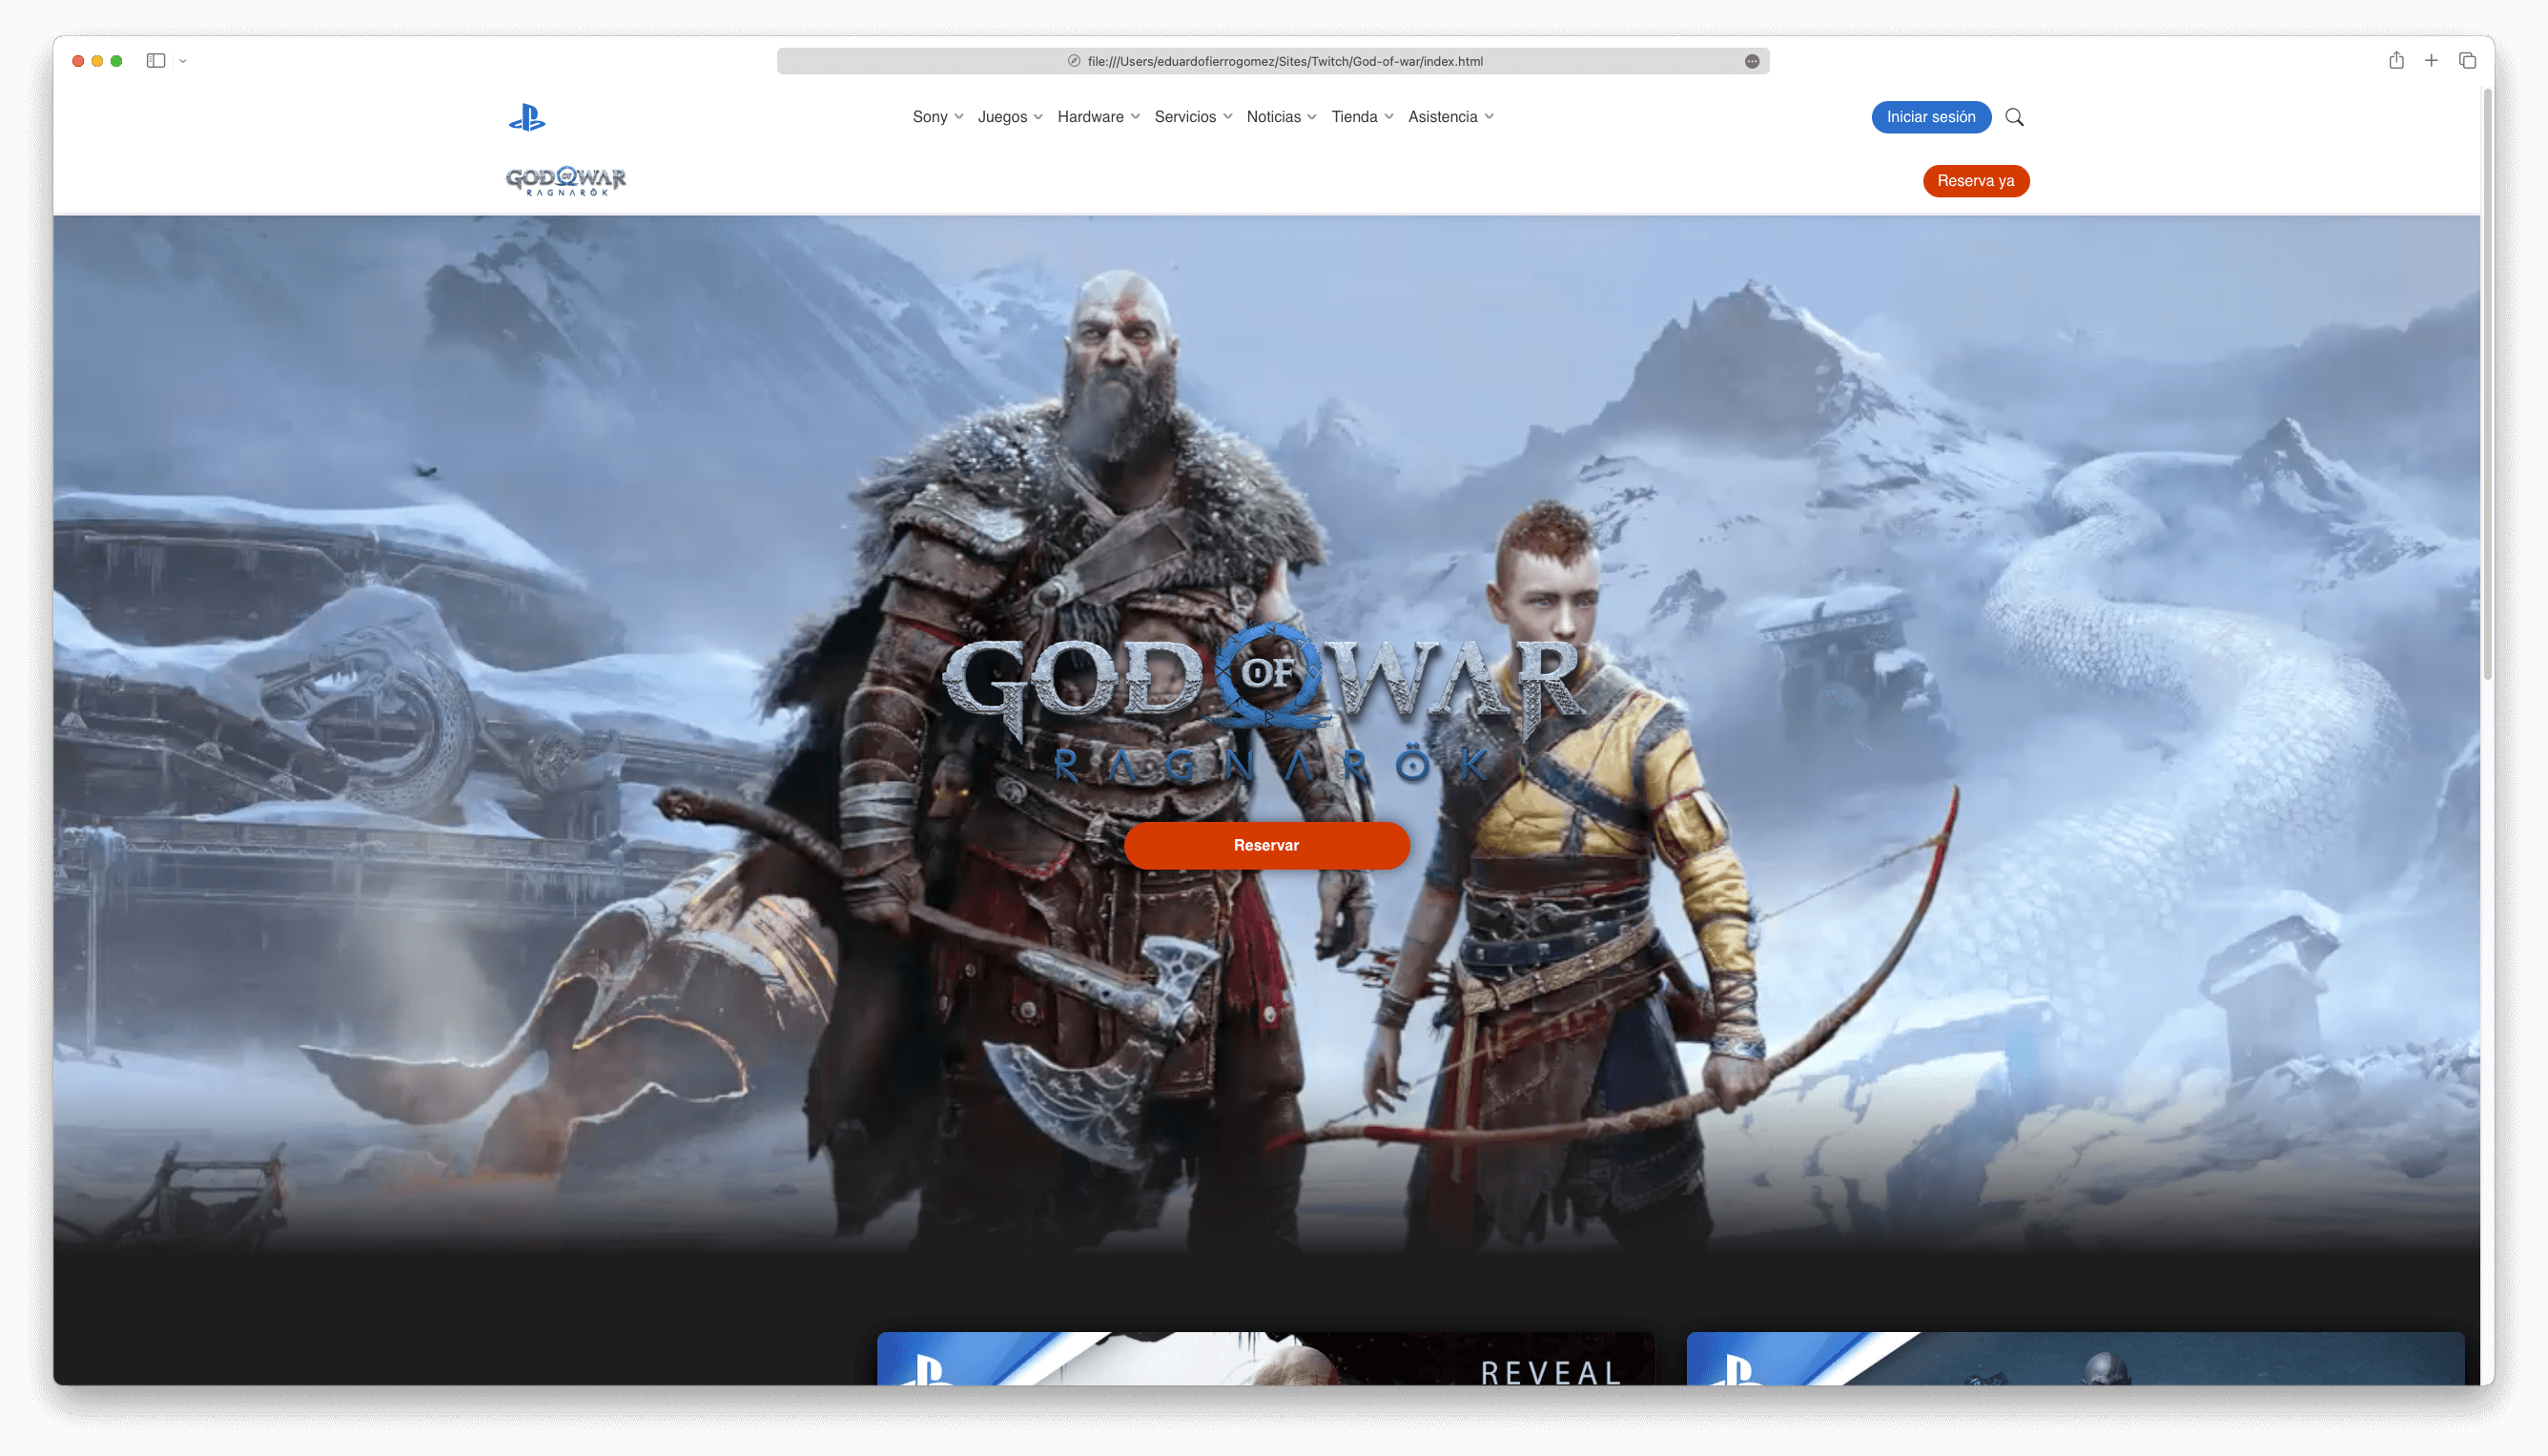 file:///Users/eduardofierrogomez/Sites/Twitch/God-of-war/index.html
Sony Juegos Hardware Servicios Noticias Tienda Asistencia Iniciar sesión
GOD OF WAR
RAGNARÖK
Reserva ya
GOD OF WAR
RAGNARÖK
Reservar
REVEAL